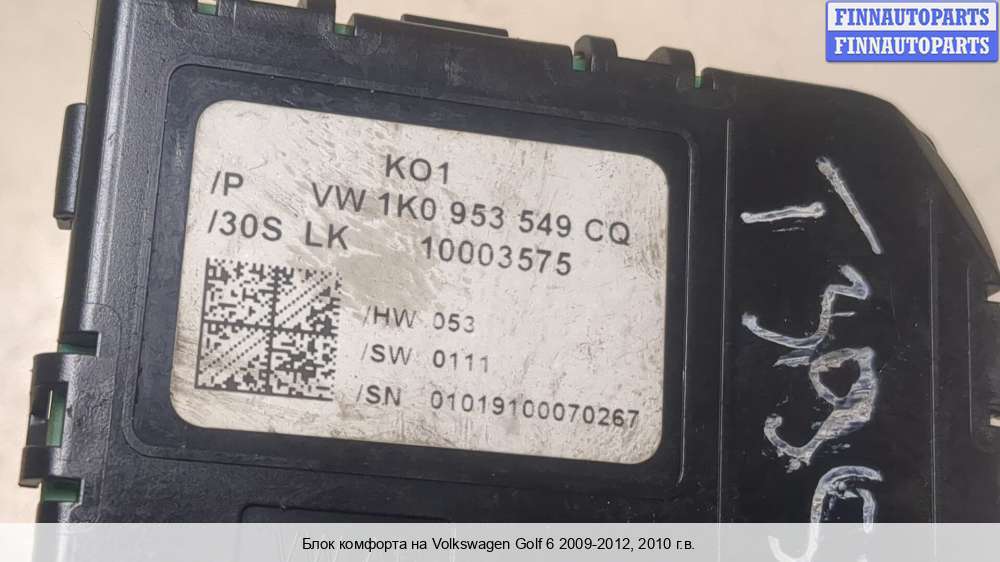 FINNAUTOPARTS
FINNAUTOPARTS
KO1
/P VW 1K0 953 549 CQ
/30S LK 10003575
/HW 053
/SW 0111
/SN 01019100070267
Блок комфорта на Volkswagen Golf 6 2009-2012, 2010 г.в.